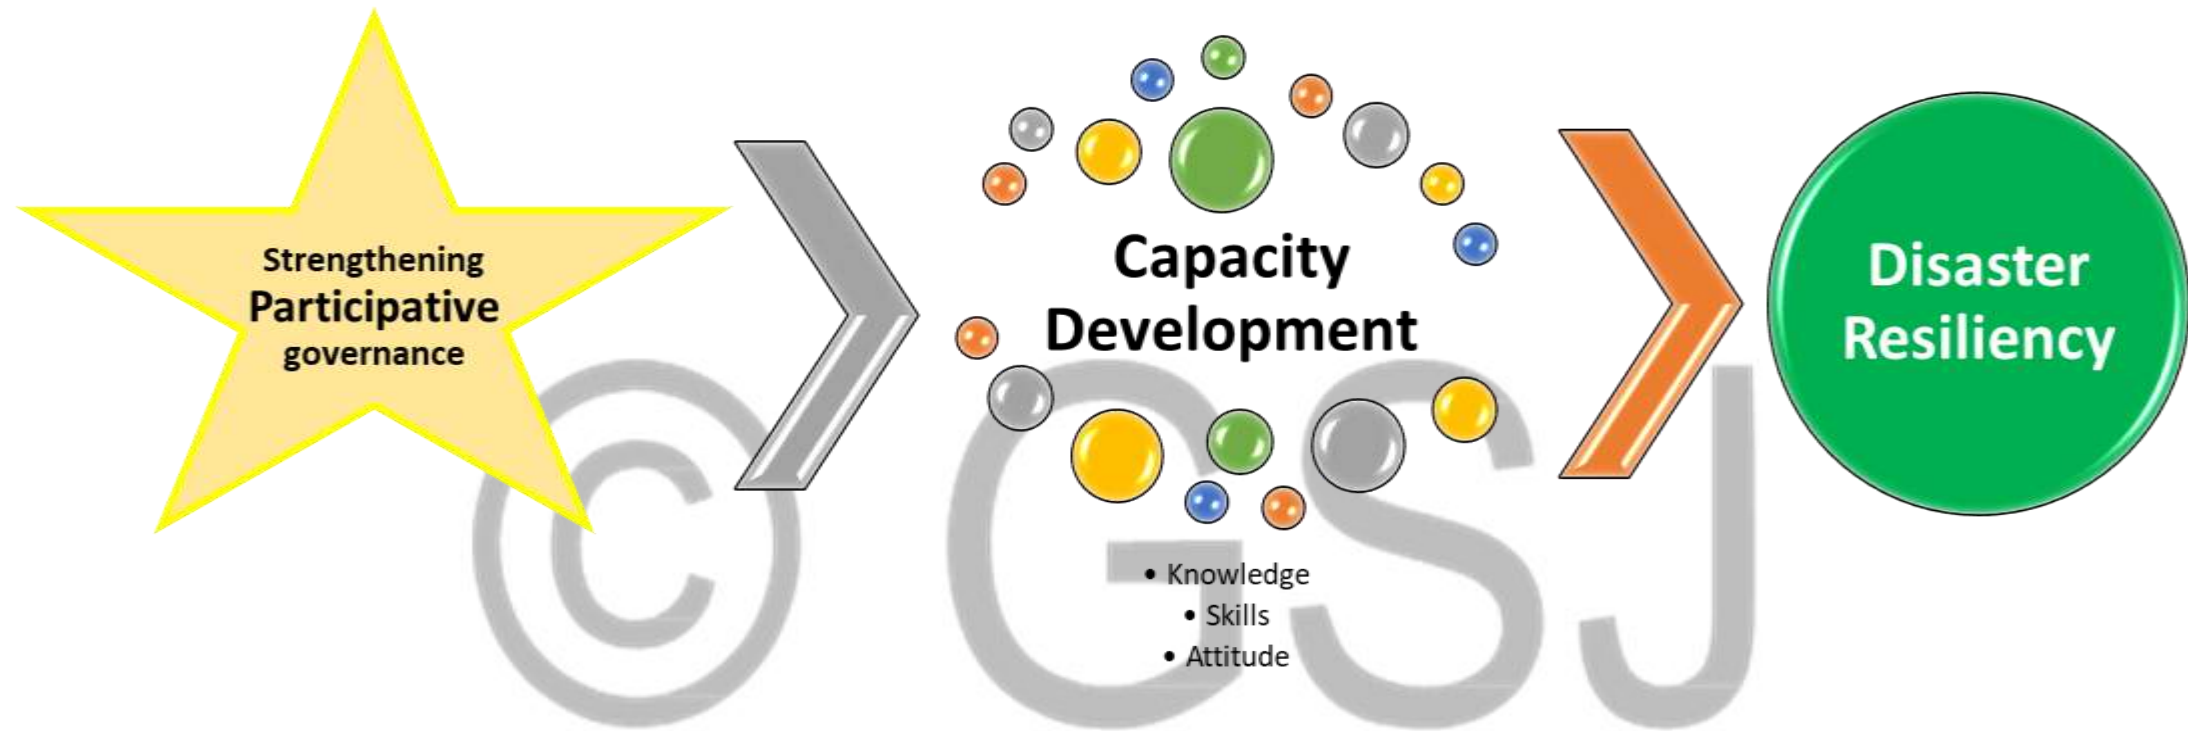 Strengthening
Participative
governance
Capacity
Development
• Knowledge
• Skills
• Attitude
Disaster
Resiliency
© GSJ